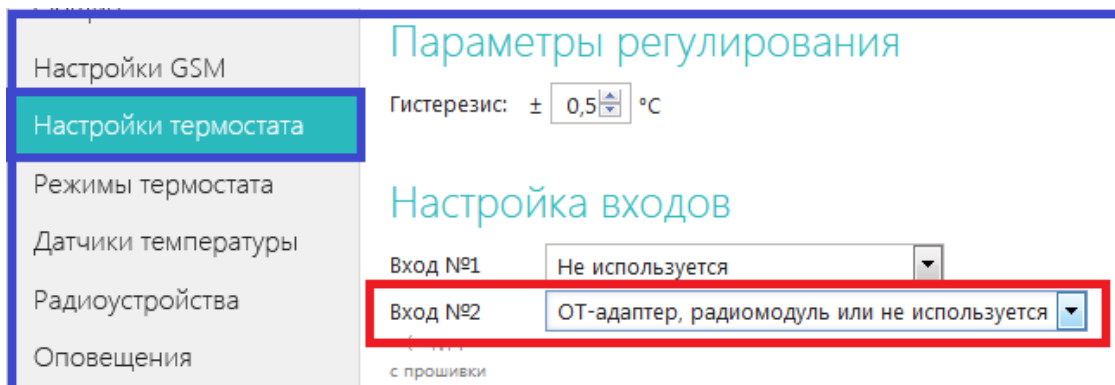 Настройки GSM
Настройки термостата
Режимы термостата
Датчики температуры
Радиоустройства
Оповещения
Параметры регулирования
Гистерезис: ± 0,5 °C
Настройка входов
Вход №1 Не используется
Вход №2 ОТ-адаптер, радиомодуль или не используется
с прошивки